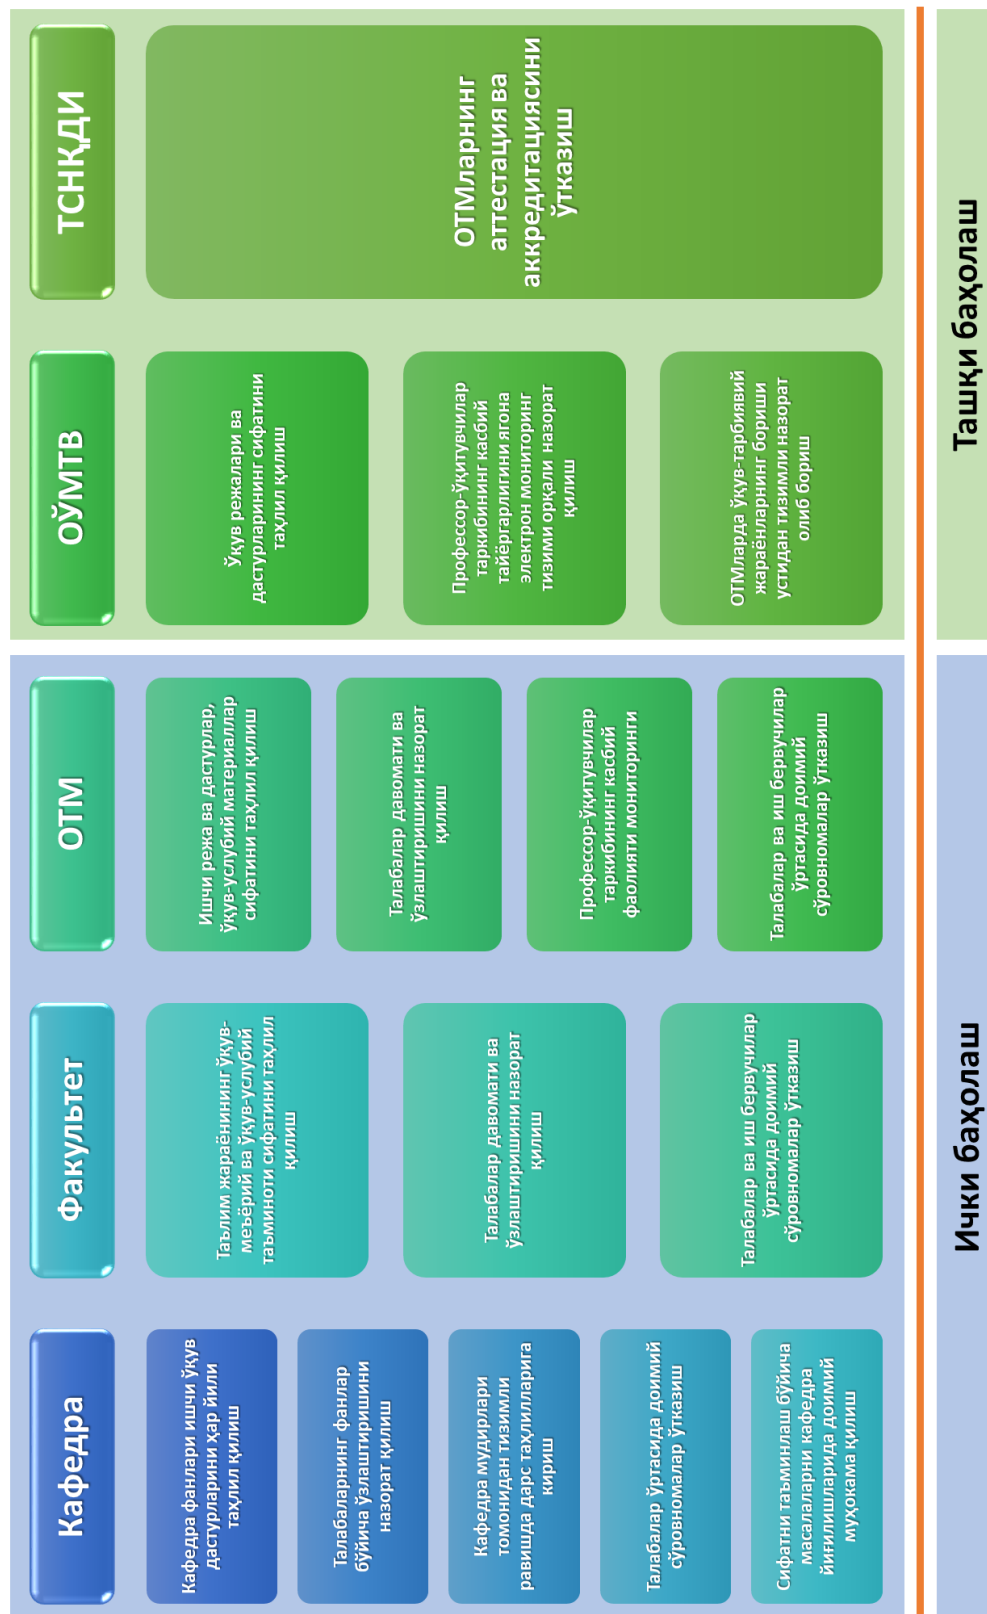 Кафедра
Кафедра фанлари ишчи ўқув
дастурларини ҳар йили
таҳлил қилиш
Талабаларнинг фанлар
бўйича ўзлаштиришини
назорат қилиш
Кафедра мудирлари
томонидан тизимли
равишда дарс таҳлилларига
кириш
Талабалар ўртасида доимий
сўровномалар ўтказиш
Сифатни таъминлаш бўйича
масалаларни кафедра
йиғилишларида доимий
муҳокама қилиш
Факультет
Таълим жараёнининг ўқув-
меъёрий ва ўқув-услубий
таъминоти сифатини таҳлил
қилиш
Талабалар давомати ва
ўзлаштиришини назорат
қилиш
Талабалар ва иш бервучилар
ўртасида доимий
сўровномалар ўтказиш
ОТМ
Ишчи режа ва дастурлар,
ўқув-услубий материаллар
сифатини таҳлил қилиш
Талабалар давомати ва
ўзлаштиришини назорат
қилиш
Профессор-ўқитувчилар
таркибининг касбий
фаолияти мониторинги
Талабалар ва иш бервучилар
ўртасида доимий
сўровномалар ўтказиш
ОЎМТВ
Ўқув режалари ва
дастурларининг сифатини
таҳлил қилиш
Профессор-ўқитувчилар
таркибининг касбий
тайёргарлигини ягона
электрон мониторинг
тизими орқали назорат
қилиш
ОТМларда ўқув-тарбиявий
жараёнларнинг бориши
устидан тизимли назорат
олиб бориш
ТСНҚДИ
ОТМларнинг
аттестация ва
аккредитациясини
ўтказиш
Ички баҳолаш
Ташқи баҳолаш